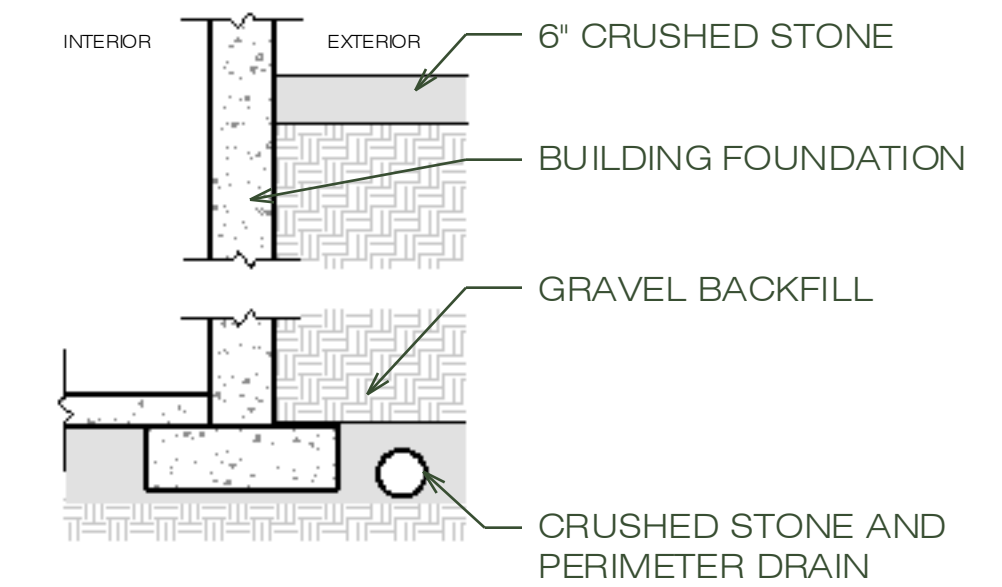 INTERIOR
EXTERIOR
6" CRUSHED STONE
BUILDING FOUNDATION
GRAVEL BACKFILL
CRUSHED STONE AND
PERIMETER DRAIN